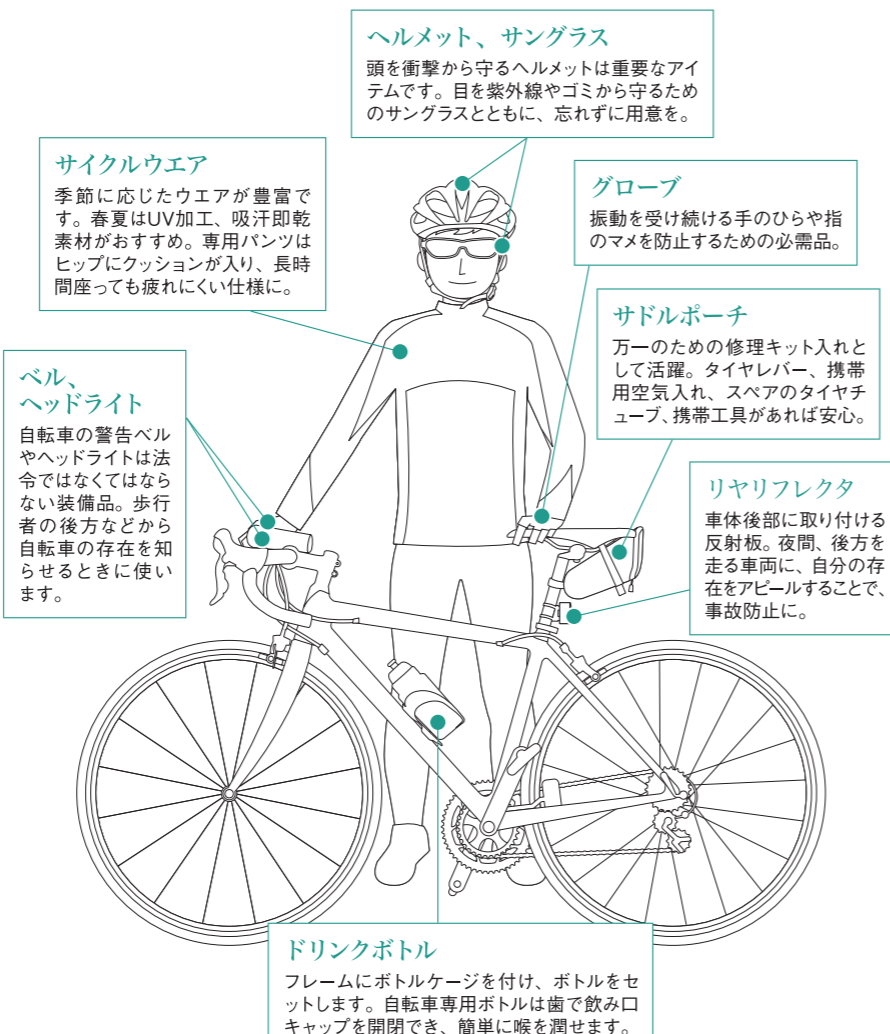 ヘルメット、サングラス
頭を衝撃から守るヘルメットは重要なアイ
テムです。目を紫外線やゴミから守るため
のサングラスとともに、忘れずに用意を。
サイクルウエア
季節に応じたウエアが豊富で
す。春夏はUV加工、吸汗即乾
素材がおすすめ。専用パンツは
ヒップにクッションが入り、長時
間座っても疲れにくい仕様に。
グローブ
振動を受け続ける手のひらや指
のマメを防止するための必需品。
サドルポーチ
万一のための修理キット入れと
して活躍。タイヤレバー、携帯
用空気入れ、スペアのタイヤチ
ューブ、携帯工具があれば安心。
ベル、
ヘッドライト
自転車の警告ベル
やヘッドライトは法
令ではなくてはなら
ない装備品。歩行
者の後方などから
自転車の存在を知
らせるときに使い
ます。
リヤリフレクタ
車体後部に取り付ける
反射板。夜間、後方を
走る車両に、自分の存
在をアピールすることで、
事故防止に。
ドリンクボトル
フレームにボトルケージを付け、ボトルをセ
ットします。自転車専用ボトルは歯で飲み口
キャップを開閉でき、簡単に喉を潤せます。